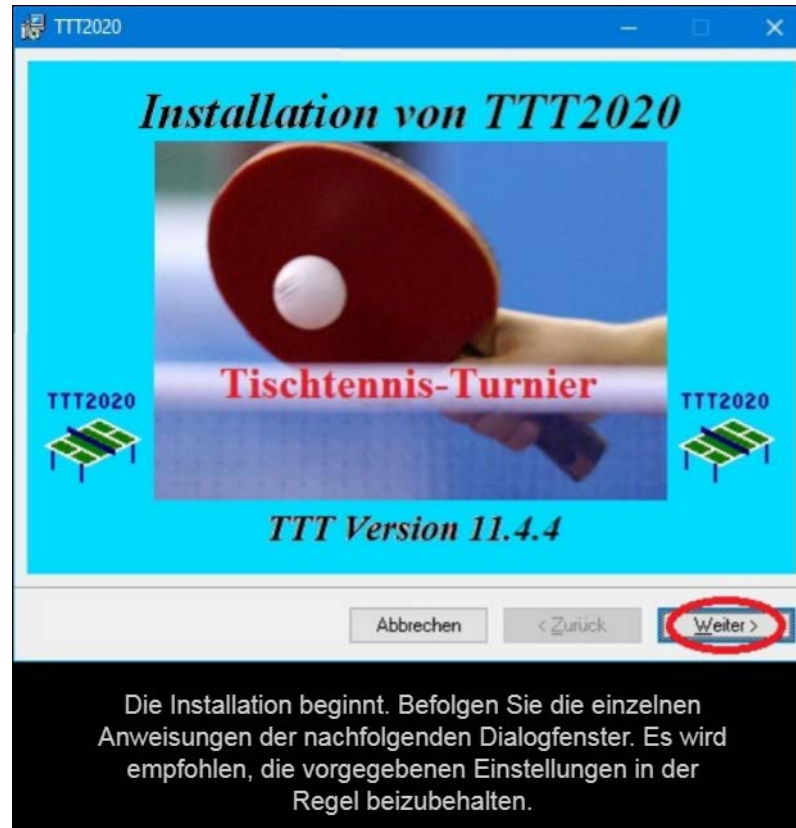 TTT2020
Installation von TTT2020
Tischtennis-Turnier
TTT2020
TTT2020
TTT Version 11.4.4
Abbrechen
< Zurück
Weiter >
Die Installation beginnt. Befolgen Sie die einzelnen
Anweisungen der nachfolgenden Dialogfenster. Es wird
empfohlen, die vorgegebenen Einstellungen in der
Regel beizubehalten.